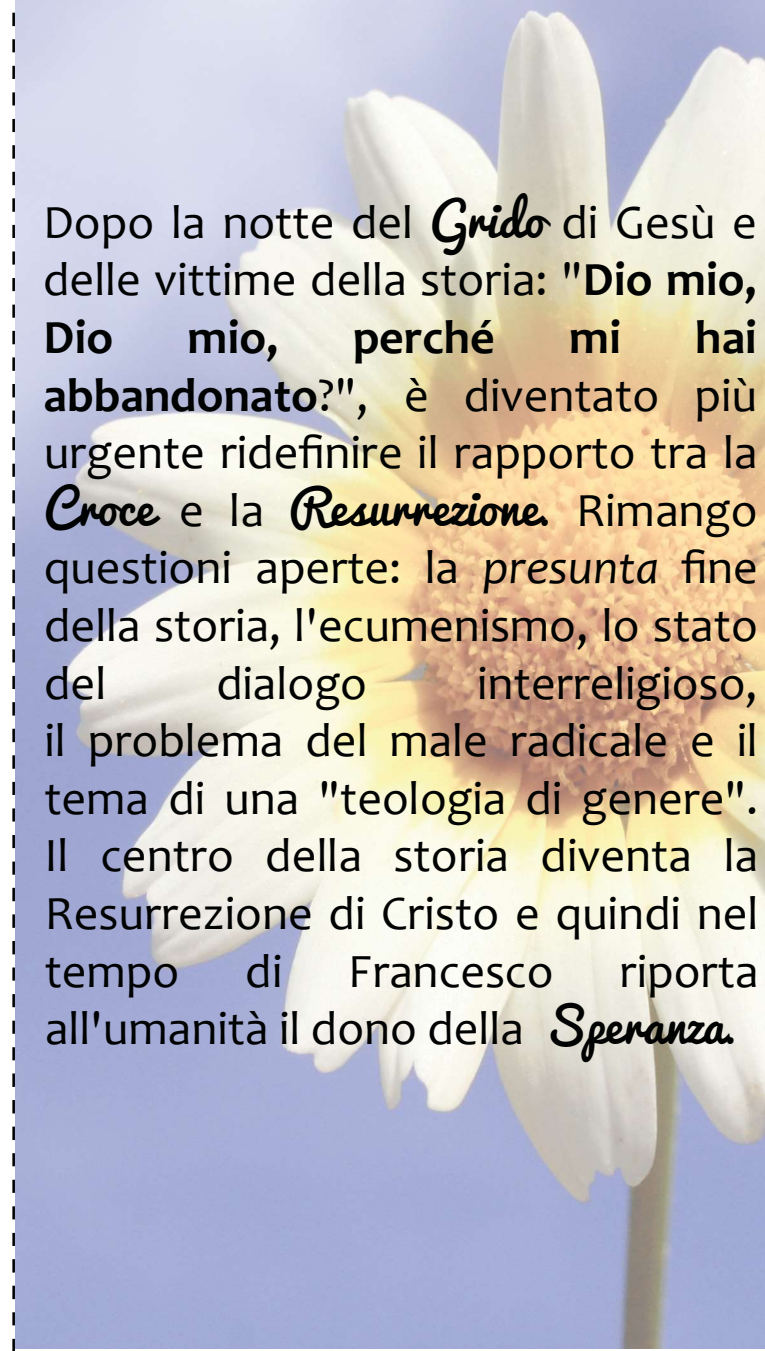 Dopo la notte del Grido di Gesù e
delle vittime della storia: "Dio mio,
Dio mio, perché mi hai
abbandonato?", è diventato più
urgente ridefinire il rapporto tra la
Croce e la Resurrezione. Rimango
questioni aperte: la presunta fine
della storia, l'ecumenismo, lo stato
del dialogo interreligioso,
il problema del male radicale e il
tema di una "teologia di genere".
Il centro della storia diventa la
Resurrezione di Cristo e quindi nel
tempo di Francesco riporta
all'umanità il dono della Speranza.